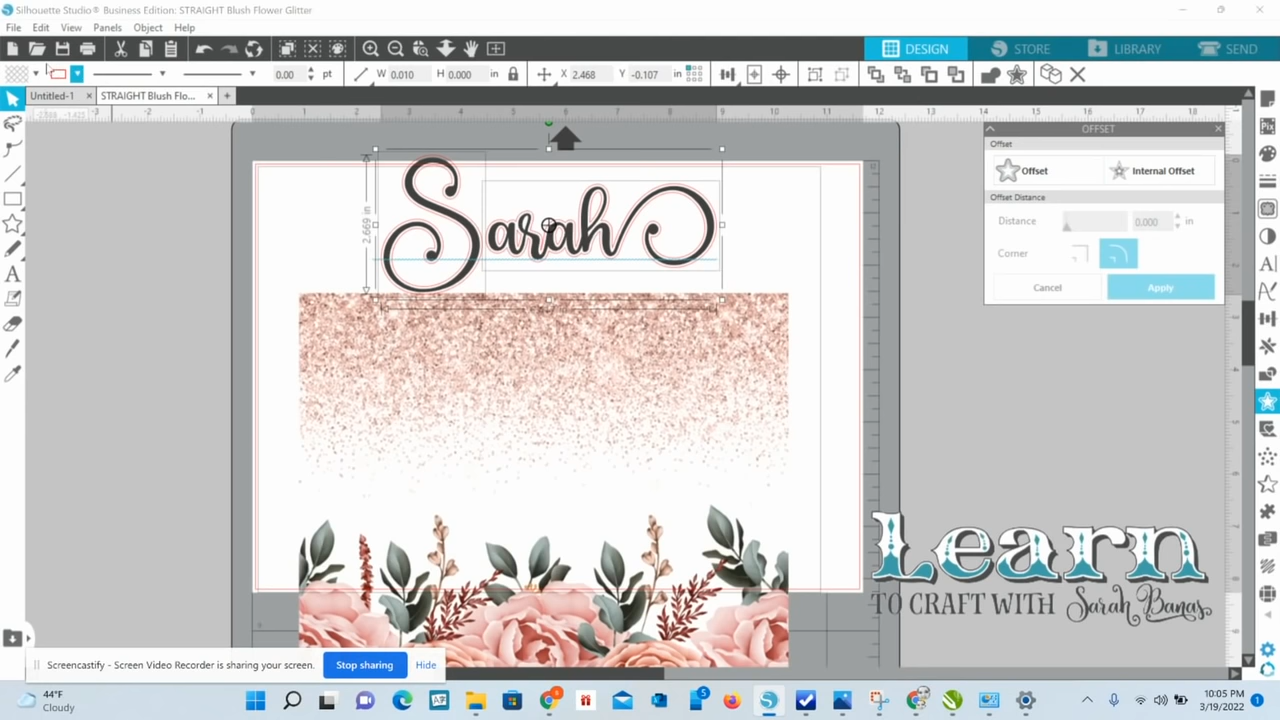 Silhouette Studio® Business Edition: STRAIGHT Blush Flower Glitter
File Edit View Panels Object Help
DESIGN STORE LIBRARY SEND
0.00 pt W 0.010 H 0.000 in X 2.468 Y -0.107 in
Untitled-1 STRAIGHT Blush Flo...
OFFSET
Offset
Offset Internal Offset
Offset Distance
Distance 0.000 in
Corner
Cancel Apply
2.669 in
Sarah
Learn
TO CRAFT WITH Sarah Banas
Screencastify - Screen Video Recorder is sharing your screen. Stop sharing Hide
44°F
Cloudy
10:05 PM
3/19/2022